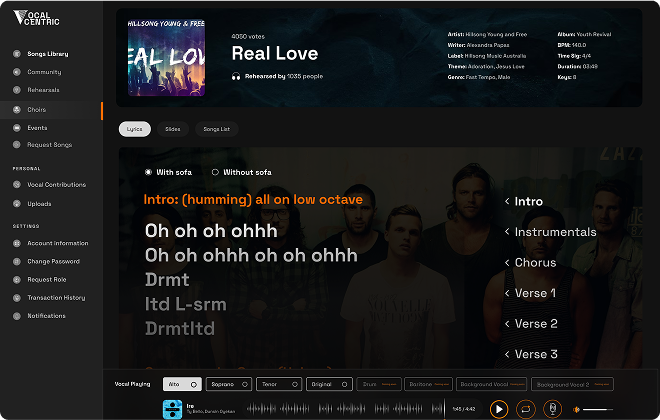 VOCAL
CENTRIC
Songs Library
Community
Rehearsals
Choirs
Events
Request Songs
PERSONAL
Vocal Contributions
Uploads
SETTINGS
Account Information
Change Password
Request Role
Transaction History
Notifications
HILLSONG YOUNG & FREE
REAL LOVE
4050 votes
Real Love
Rehearsed by 1035 people
Artist: Hillsong Young and Free
Writer: Alexandra Papas
Label: Hillsong Music Australia
Theme: Adoration, Jesus Love
Genre: Fast Tempo, Male
Album: Youth Revival
BPM: 140.0
Time Sig: 4/4
Duration: 03:49
Keys: B
Lyrics
Slides
Songs List
With sofa
Without sofa
Intro: (humming) all on low octave
Oh oh oh ohhh
Oh oh ohhh oh oh ohhh
Drmt
ltd L-srm
Drmtltd
Intro
Instrumentals
Chorus
Verse 1
Verse 2
Verse 3
Vocal Playing
Alto
Soprano
Tenor
Original
Drum
Baritone
Background Vocal
Background Vocal 2
Ire
1:45 / 4:42